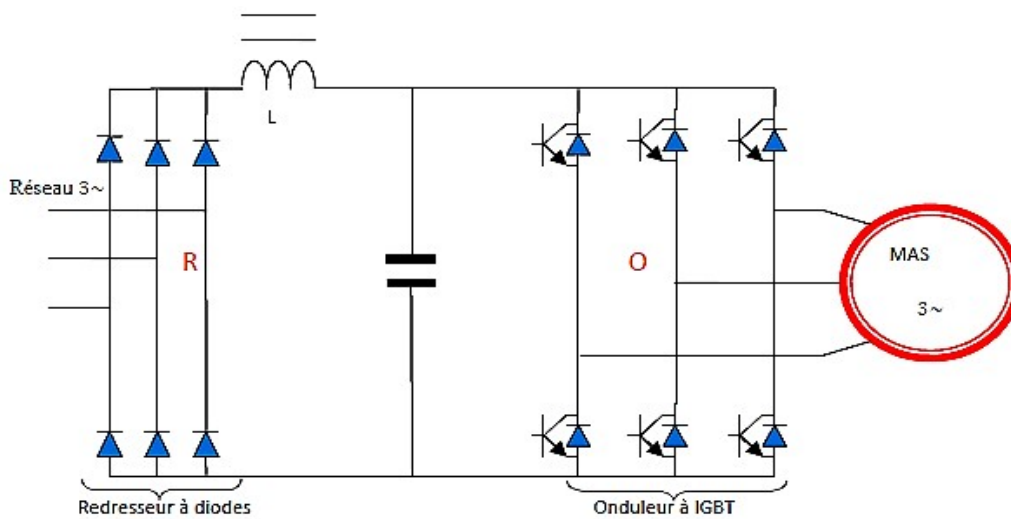 L
Réseau 3~
R
O
MAS
3~
Redresseur à diodes
Onduleur à IGBT